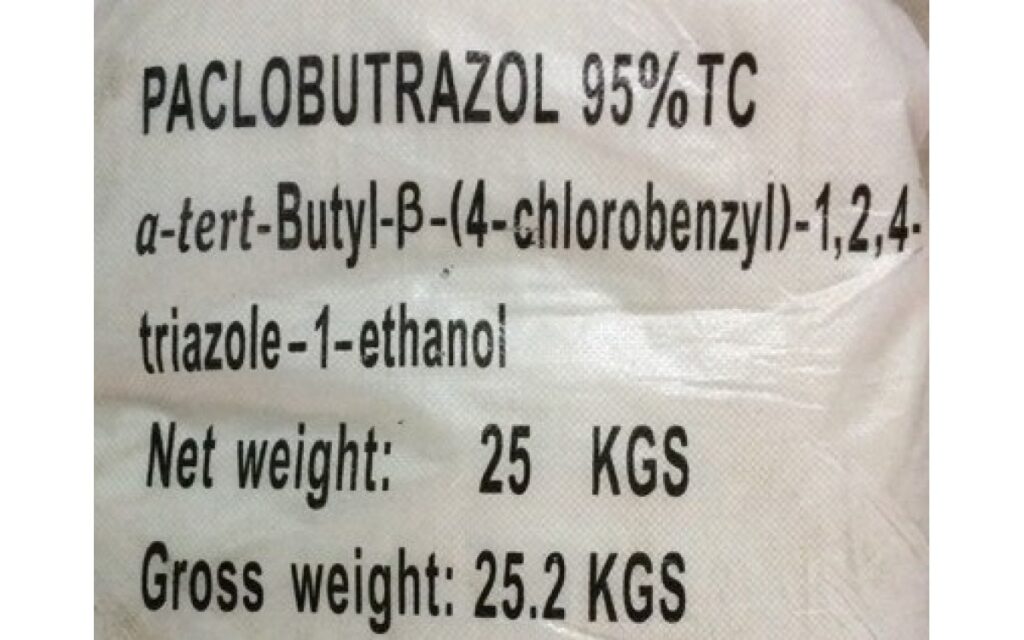 PACLOBUTRAZOL 95% TC
α-tert-Butyl-β-(4-chlorobenzyl)-1,2,4-
triazole-1-ethanol
Net weight: 25 KGS
Gross weight: 25.2 KGS